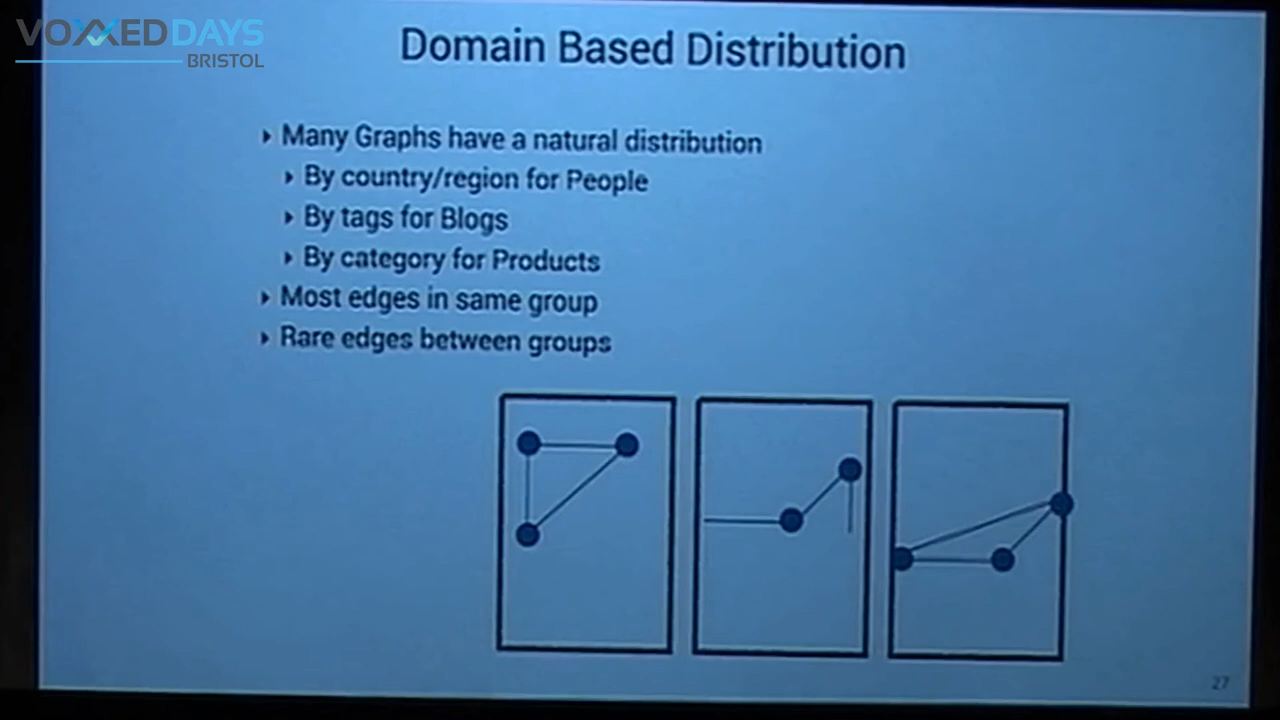 VOXXED DAYS
BRISTOL
Domain Based Distribution
Many Graphs have a natural distribution
By country/region for People
By tags for Blogs
By category for Products
Most edges in same group
Rare edges between groups
27